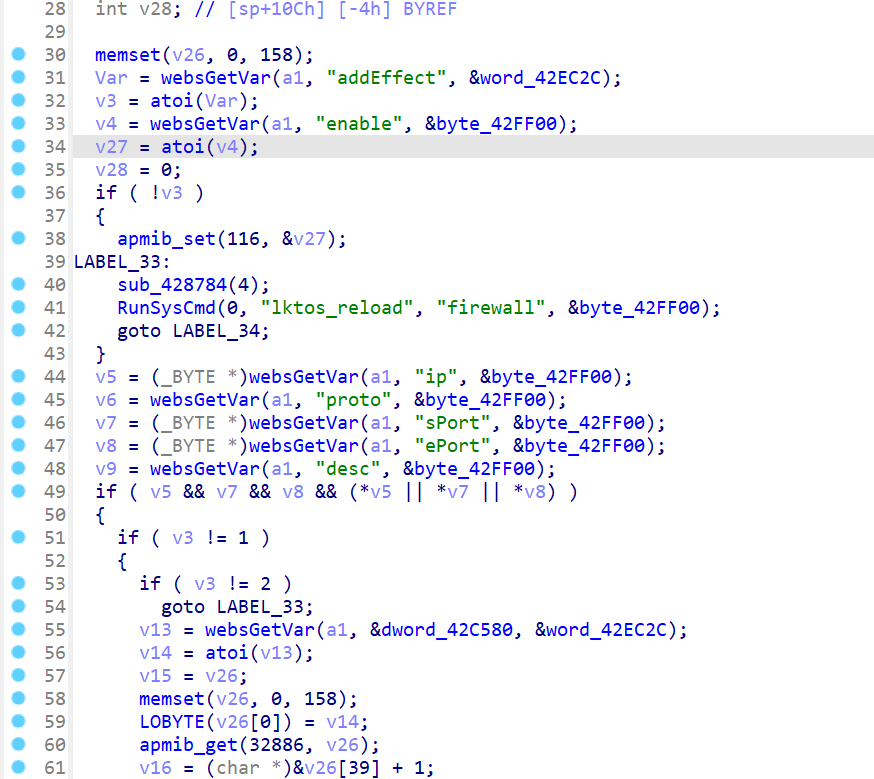 28 int v28; // [sp+10Ch] [-4h] BYREF
29
30 memset(v26, 0, 158);
31 Var = websGetVar(a1, "addEffect", &word_42EC2C);
32 v3 = atoi(Var);
33 v4 = websGetVar(a1, "enable", &byte_42FF00);
34 v27 = atoi(v4);
35 v28 = 0;
36 if ( !v3 )
37 {
38 apmib_set(116, &v27);
39 LABEL_33:
40 sub_428784(4);
41 RunSysCmd(0, "lktos_reload", "firewall", &byte_42FF00);
42 goto LABEL_34;
43 }
44 v5 = (_BYTE *)websGetVar(a1, "ip", &byte_42FF00);
45 v6 = websGetVar(a1, "proto", &byte_42FF00);
46 v7 = (_BYTE *)websGetVar(a1, "sPort", &byte_42FF00);
47 v8 = (_BYTE *)websGetVar(a1, "ePort", &byte_42FF00);
48 v9 = websGetVar(a1, "desc", &byte_42FF00);
49 if ( v5 && v7 && v8 && (*v5 || *v7 || *v8) )
50 {
51 if ( v3 != 1 )
52 {
53 if ( v3 != 2 )
54 goto LABEL_33;
55 v13 = websGetVar(a1, &dword_42C580, &word_42EC2C);
56 v14 = atoi(v13);
57 v15 = v26;
58 memset(v26, 0, 158);
59 LOBYTE(v26[0]) = v14;
60 apmib_get(32886, v26);
61 v16 = (char *)&v26[39] + 1;